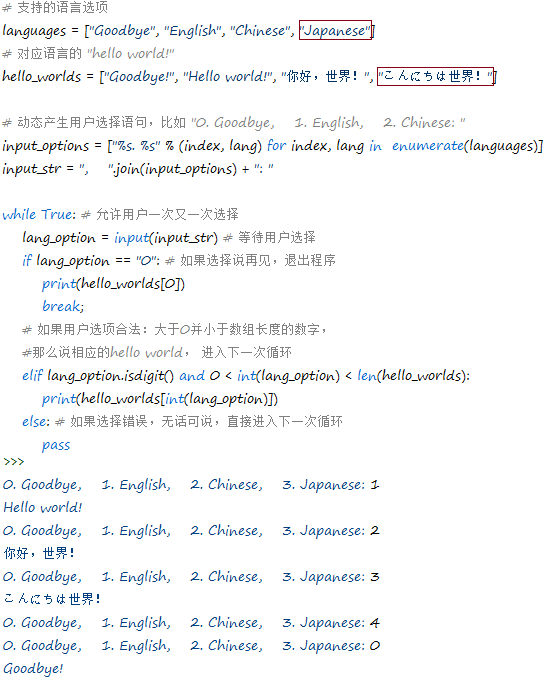 # 支持的语言选项
languages = ["Goodbye", "English", "Chinese", "Japanese"]
# 对应语言的 "hello world!"
hello_worlds = ["Goodbye!", "Hello world!", "你好，世界！", "こんにちは世界！"]
# 动态产生用户选择语句，比如 "0. Goodbye,    1. English,    2. Chinese: "
input_options = ["%s. %s" % (index, lang) for index, lang in  enumerate(languages)]
input_str = ",    ".join(input_options) + ": "
while True: # 允许用户一次又一次选择
    lang_option = input(input_str) # 等待用户选择
    if lang_option == "0": # 如果选择说再见，退出程序
        print(hello_worlds[0])
        break;
    # 如果用户选项合法：大于0并小于数组长度的数字，
    #那么说相应的hello world， 进入下一次循环
    elif lang_option.isdigit() and 0 < int(lang_option) < len(hello_worlds):
        print(hello_worlds[int(lang_option)])
    else: # 如果选择错误，无话可说，直接进入下一次循环
        pass
>>>
0. Goodbye,    1. English,    2. Chinese,    3. Japanese: 1
Hello world!
0. Goodbye,    1. English,    2. Chinese,    3. Japanese: 2
你好，世界！
0. Goodbye,    1. English,    2. Chinese,    3. Japanese: 3
こんにちは世界！
0. Goodbye,    1. English,    2. Chinese,    3. Japanese: 4
0. Goodbye,    1. English,    2. Chinese,    3. Japanese: 0
Goodbye!